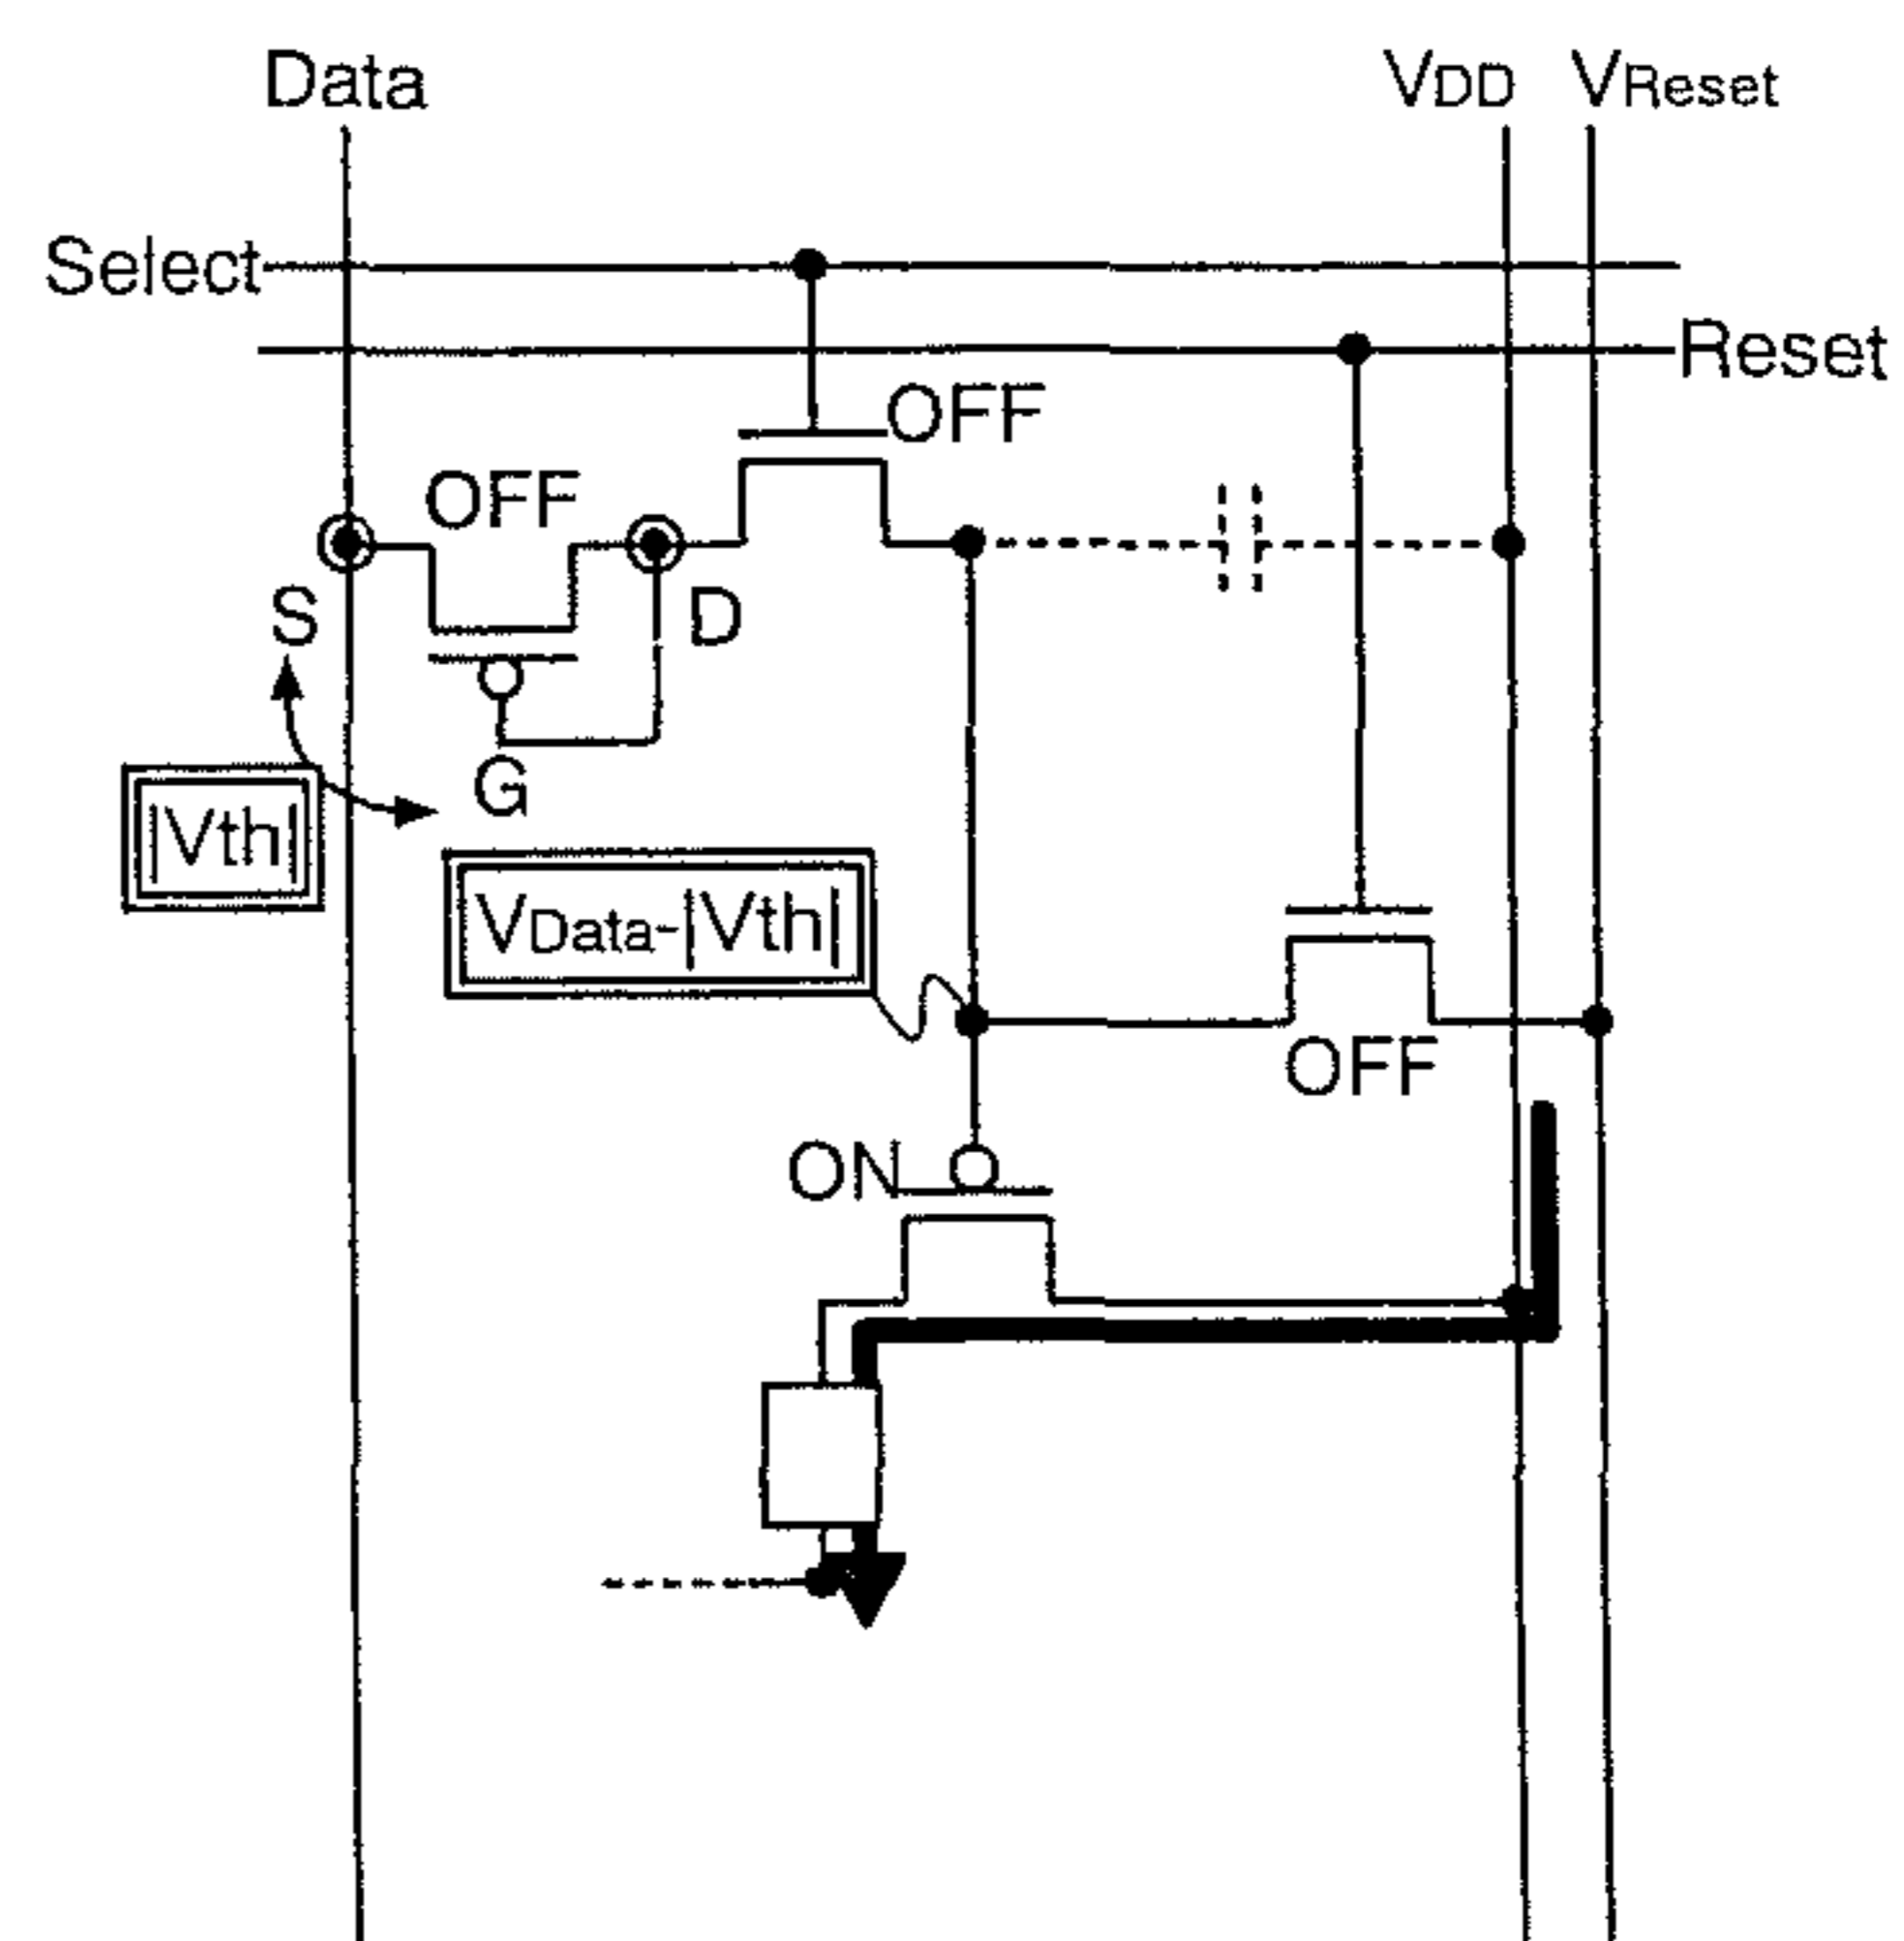 Data
VDD
VReset
Select
Reset
OFF
OFF
S
D
G
|Vth|
VData-|Vth|
OFF
ON